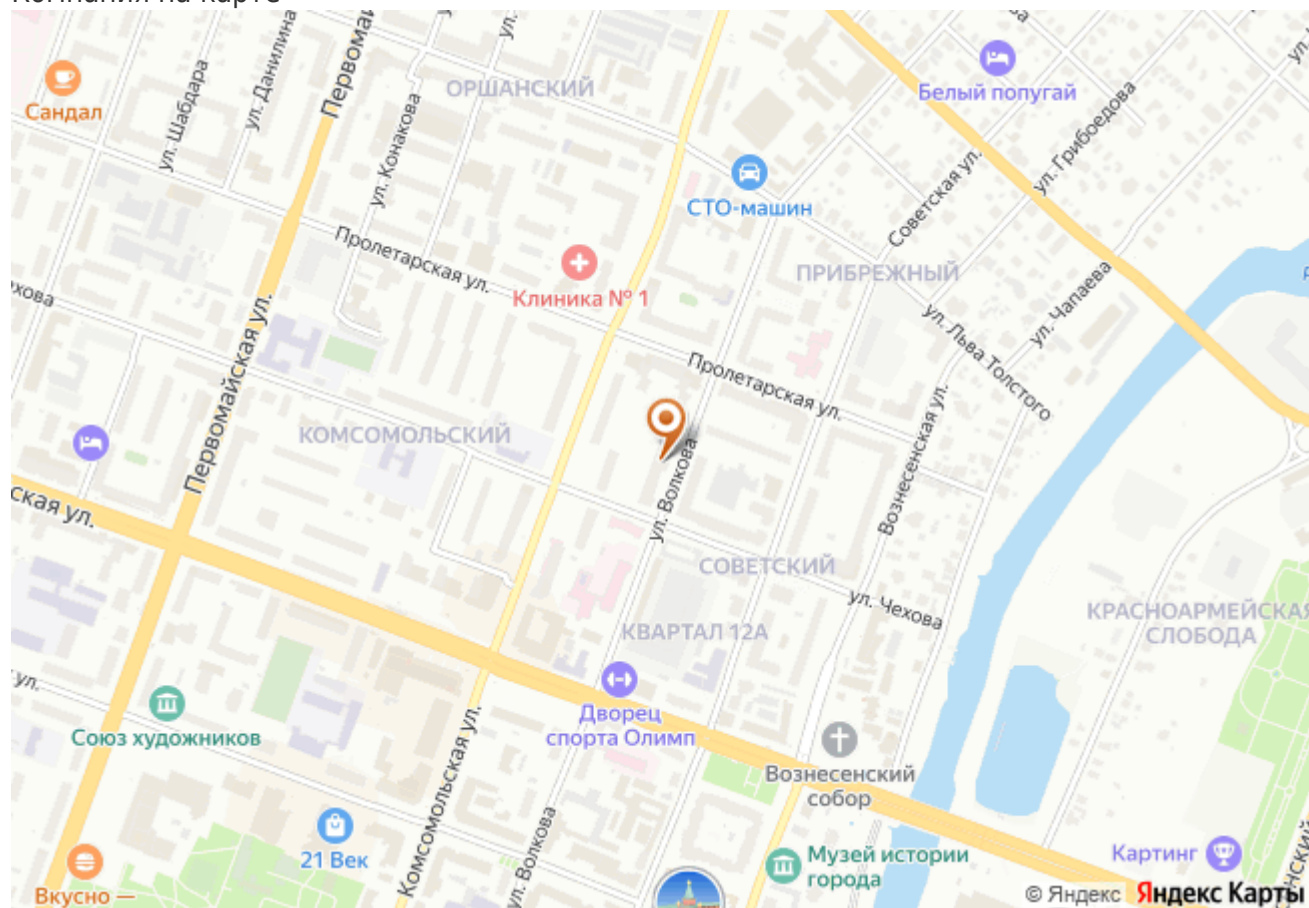 Сандал
ул. Шабдара
ул. Данилина
ул. Конакова
ОРШАНСКИЙ
Белый попугай
ул. Грибоедова
СТО-машин
Советская ул.
Пролетарская ул.
Клиника № 1
ПРИБРЕЖНЫЙ
ул. Чапаева
ул. Льва Толстого
Первомайская ул.
Пролетарская ул.
КОМСОМОЛЬСКИЙ
ул. Волкова
Вознесенская ул.
СОВЕТСКИЙ
ул. Чехова
КВАРТАЛ 12А
КРАСНОАРМЕЙСКАЯ
СЛОБОДА
Союз художников
Дворец
спорта Олимп
Комсомольская ул.
Вознесенский
собор
21 Век
ул. Волкова
Музей истории
города
Картинг
Вкусно —
© Яндекс Яндекс Карты